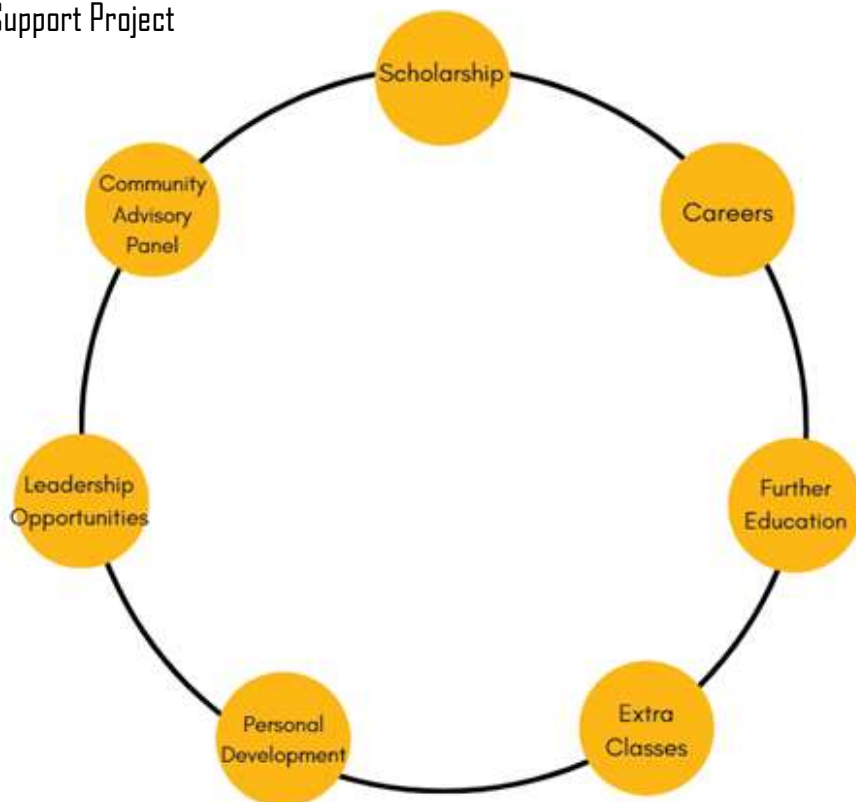 Support Project
Scholarship
Careers
Further
Education
Extra
Classes
Personal
Development
Leadership
Opportunities
Community
Advisory
Panel